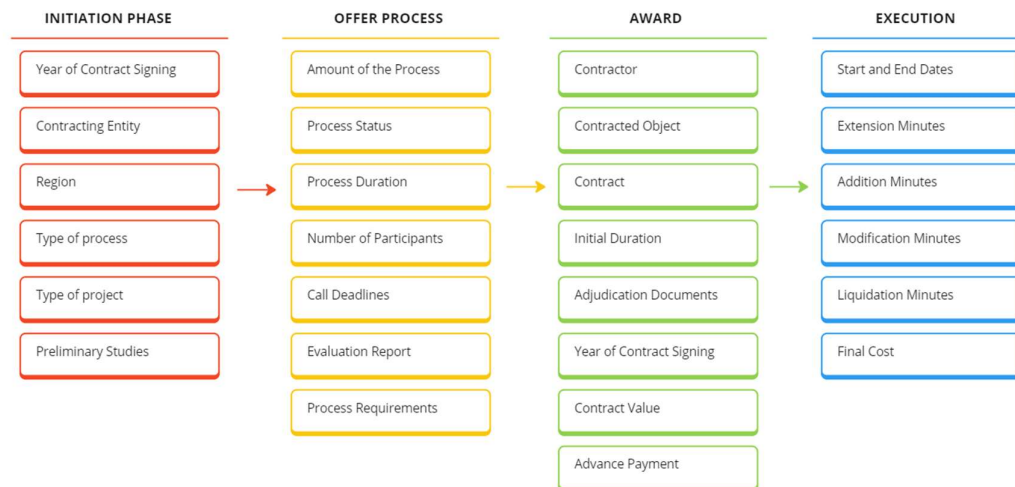 INITIATION PHASE
Year of Contract Signing
Contracting Entity
Region
Type of process
Type of project
Preliminary Studies
OFFER PROCESS
Amount of the Process
Process Status
Process Duration
Number of Participants
Call Deadlines
Evaluation Report
Process Requirements
AWARD
Contractor
Contracted Object
Contract
Initial Duration
Adjudication Documents
Year of Contract Signing
Contract Value
Advance Payment
EXECUTION
Start and End Dates
Extension Minutes
Addition Minutes
Modification Minutes
Liquidation Minutes
Final Cost